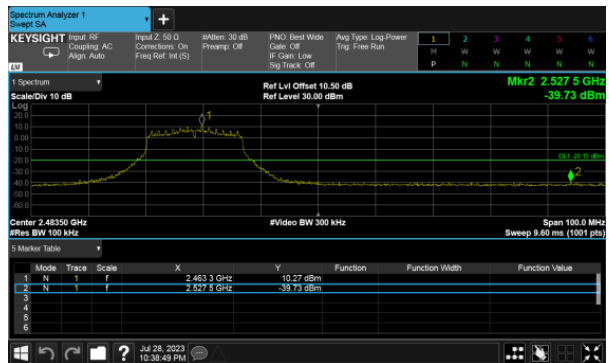 Spectrum Analyzer 1
Swept SA
KEYSIGHT Input: RF Input Z: 50 Ω #Atten: 30 dB PNO: Best Wide Avg Type: Log-Power 1 2 3 4 5 6
Coupling: AC Corrections: On Preamp: Off Gate: Off Trig: Free Run M W W W W W
Align: Auto Freq Ref: Int (S) IF Gain: Low P N N N N N
Sig Track: Off
1 Spectrum Ref Lvl Offset 10.50 dB Mkr2 2.527 5 GHz
Scale/Div 10 dB Ref Level 30.00 dBm -39.73 dBm
Log
20.0
10.0
0.00
-10.0
-20.0
-30.0
-40.0
-50.0
-60.0
1
DL1 -20.15 dBm
2
Center 2.48350 GHz #Video BW 300 kHz Span 100.0 MHz
#Res BW 100 kHz Sweep 9.60 ms (1001 pts)
5 Marker Table
Mode Trace Scale X Y Function Function Width Function Value
1 N 1 f 2.463 3 GHz 10.27 dBm
2 N 1 f 2.527 5 GHz -39.73 dBm
3
4
5
6
? Jul 28, 2023
10:38:49 PM